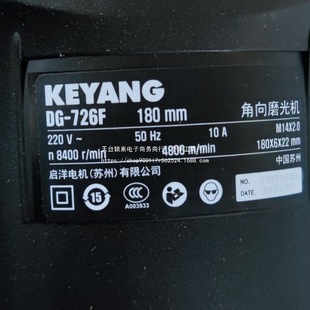 KEYANG
DG-726F 180 mm 角向磨光机
220 V ~ 50 Hz 10 A M14X2.0
n 8400 r/min 4800 m/min 180X6X22 mm
启洋电机(苏州)有限公司 中国苏州
15
A003933
NO.
DATE.